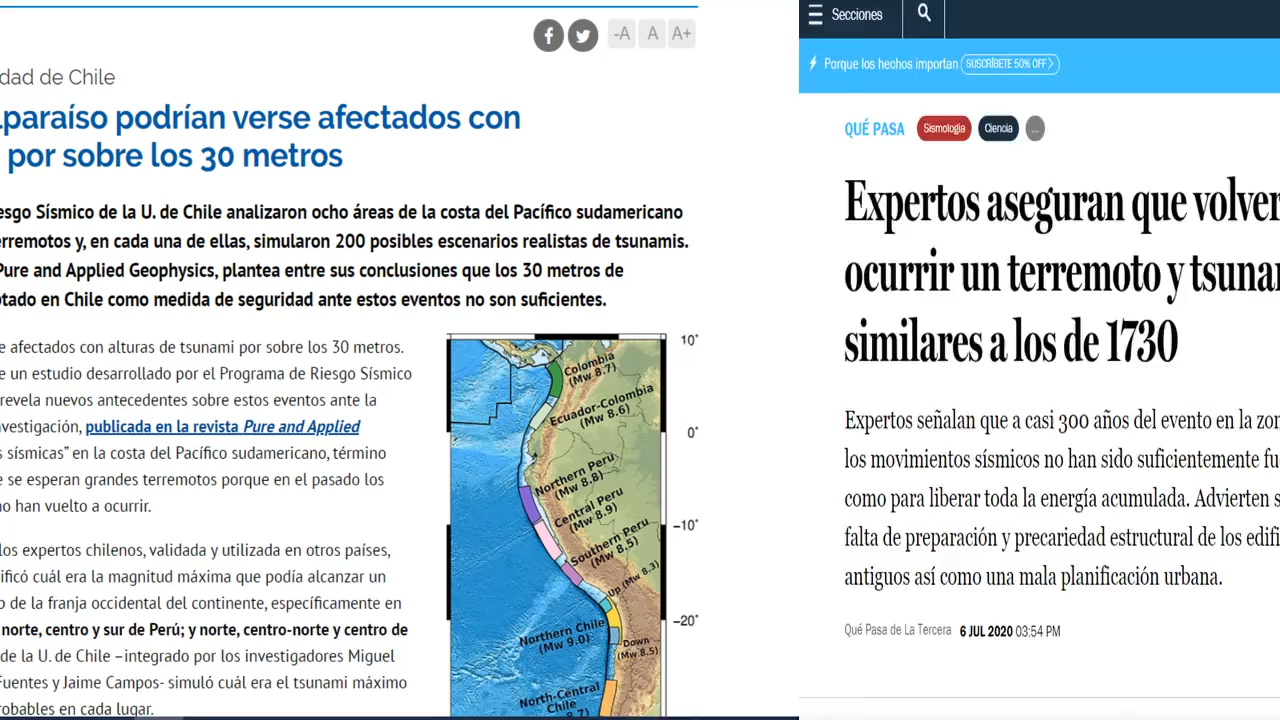 -A A A+
dad de Chile
lparaíso podrían verse afectados con
por sobre los 30 metros
esgo Sísmico de la U. de Chile analizaron ocho áreas de la costa del Pacífico sudamericano
erremotos y, en cada una de ellas, simularon 200 posibles escenarios realistas de tsunamis.
Pure and Applied Geophysics, plantea entre sus conclusiones que los 30 metros de
ptado en Chile como medida de seguridad ante estos eventos no son suficientes.
e afectados con alturas de tsunami por sobre los 30 metros.
e un estudio desarrollado por el Programa de Riesgo Sísmico
revela nuevos antecedentes sobre estos eventos ante la
vestigación, publicada en la revista Pure and Applied
s sísmicas” en la costa del Pacífico sudamericano, término
e se esperan grandes terremotos porque en el pasado los
no han vuelto a ocurrir.
los expertos chilenos, validada y utilizada en otros países,
ificó cuál era la magnitud máxima que podía alcanzar un
o de la franja occidental del continente, específicamente en
norte, centro y sur de Perú; y norte, centro-norte y centro de
de la U. de Chile –integrado por los investigadores Miguel
Fuentes y Jaime Campos- simuló cuál era el tsunami máximo
robables en cada lugar.
10°
Colombia
(Mw 8.7)
Ecuador-Colombia
(Mw 8.6)
0°
Northern Peru
(Mw 8.8)
Central Peru
(Mw 8.9)
−10°
Southern Peru
(Mw 8.5)
Up (Mw 8.3)
−20°
Northern Chile
(Mw 9.0)
Down
(Mw 8.5)
North-Central
Chile
8.7)
Secciones
Porque los hechos importan SUSCRÍBETE 50% OFF>
QUÉ PASA Sismología Ciencia ...
Expertos aseguran que volver
ocurrir un terremoto y tsunam
similares a los de 1730
Expertos señalan que a casi 300 años del evento en la zon
los movimientos sísmicos no han sido suficientemente fue
como para liberar toda la energía acumulada. Advierten s
falta de preparación y precariedad estructural de los edifi
antiguos así como una mala planificación urbana.
Qué Pasa de La Tercera 6 JUL 2020 03:54 PM